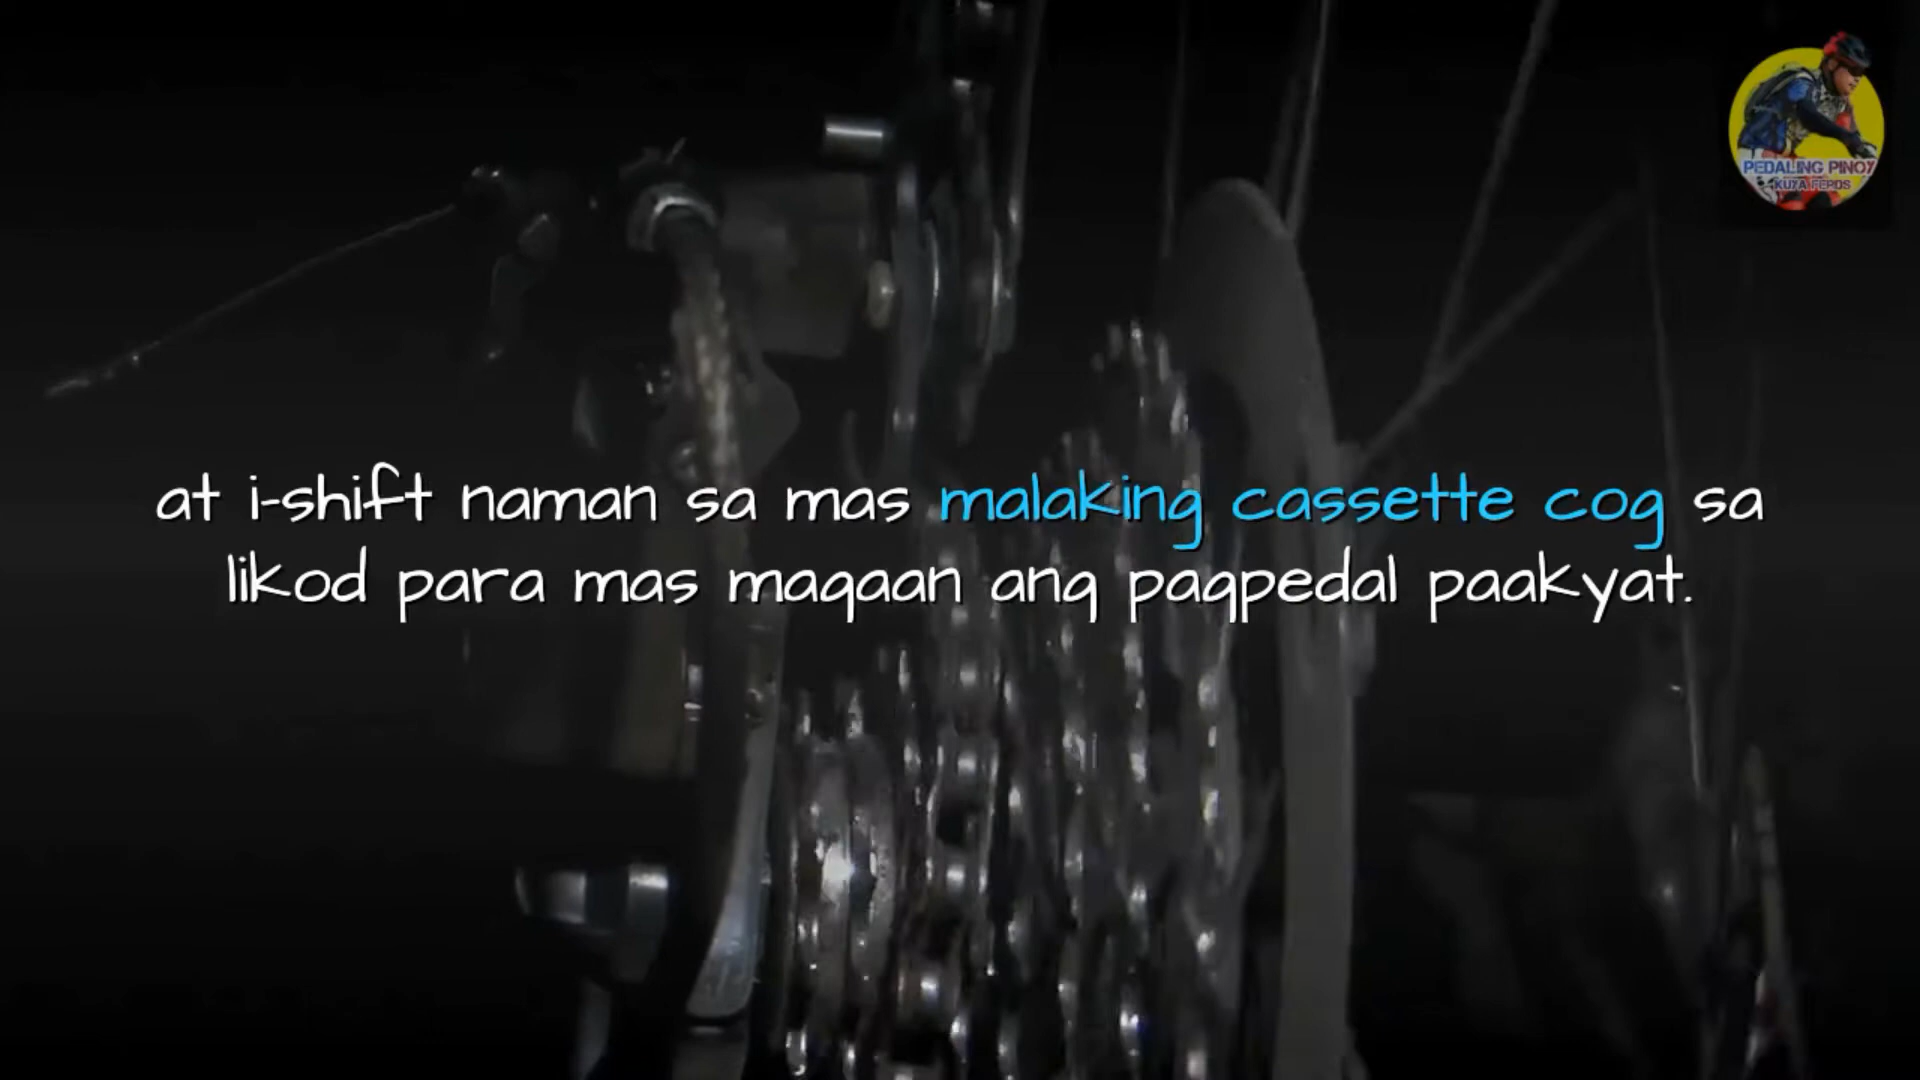 PEDALING PINOY
KUYA FERDS
at i-shift naman sa mas malaking cassette cog sa
likod para mas magaan ang pagpedal paakyat.